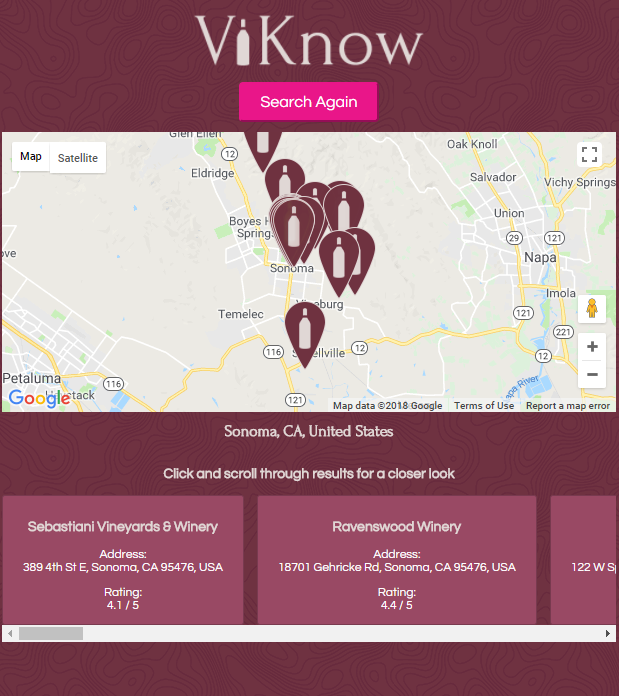 ViKnow
Search Again
Map
Satellite
Glen Ellen
12
Eldridge
Oak Knoll
Salvador
Vichy Springs
Boyes H
Springs
Union
29
121
Napa
Sonoma
Imola
Temelec
Vineburg
121
221
116
Schellville
12
12
Petaluma
116
Google
121
Napa River
Map data ©2018 Google
Terms of Use
Report a map error
Sonoma, CA, United States
Click and scroll through results for a closer look
Sebastiani Vineyards & Winery
Address:
389 4th St E, Sonoma, CA 95476, USA
Rating:
4.1 / 5
Ravenswood Winery
Address:
18701 Gehricke Rd, Sonoma, CA 95476, USA
Rating:
4.4 / 5
122 W Sp